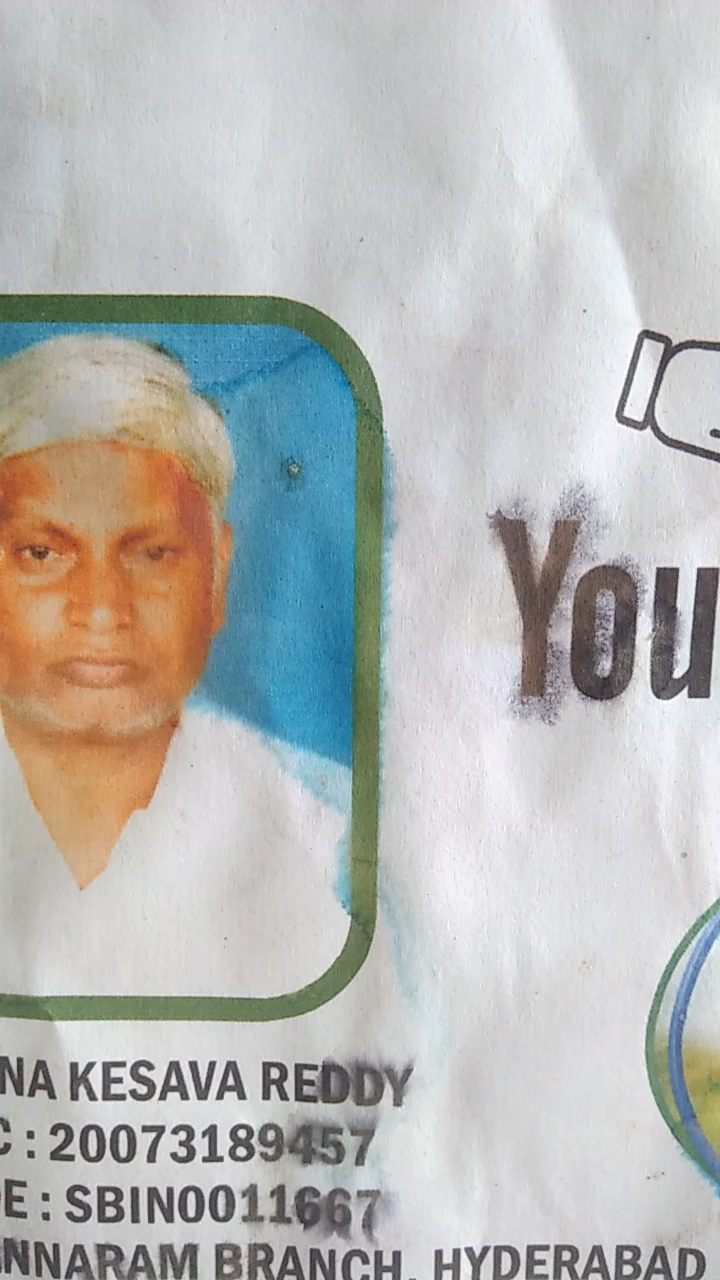 You
NA KESAVA REDDY
C : 20073189457
E : SBIN0011667
NNARAM BRANCH, HYDERABAD